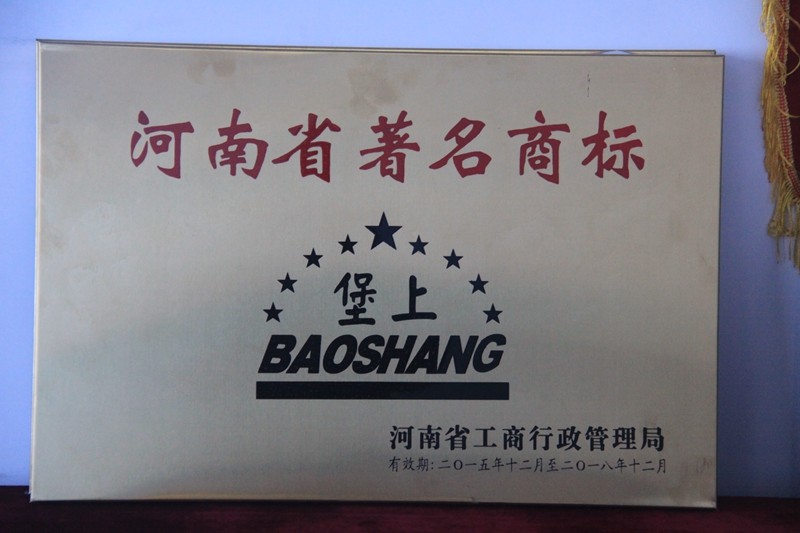 河南省著名商标
堡上
BAOSHANG
河南省工商行政管理局
有效期:二〇一五年十二月至二〇一八年十二月